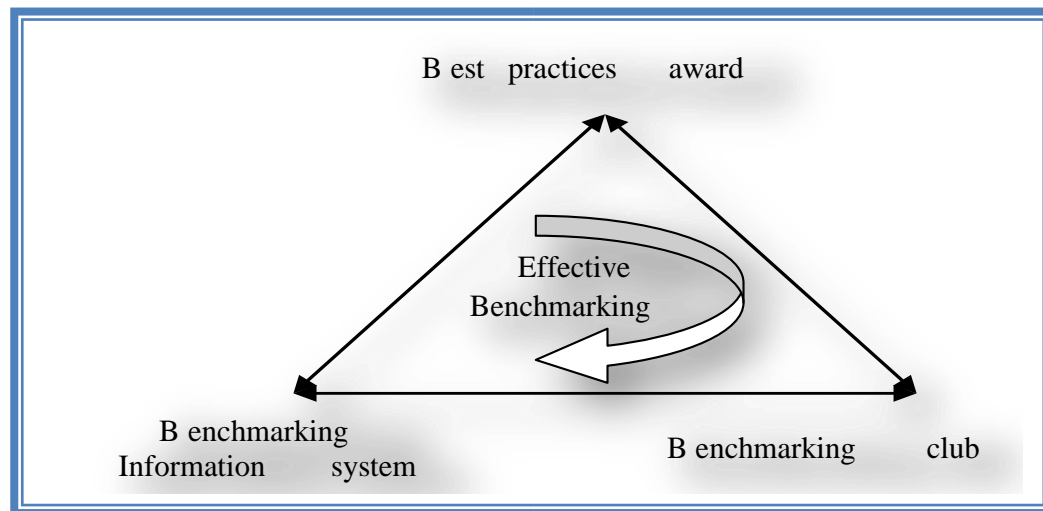 B est practices award
Effective
Benchmarking
B enchmarking
Information system
B enchmarking club